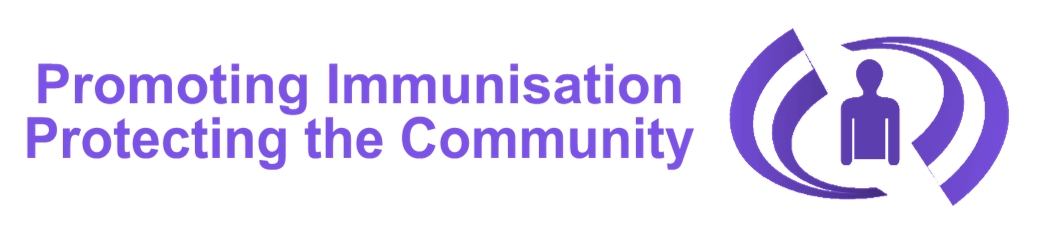 Promoting Immunisation
Protecting the Community